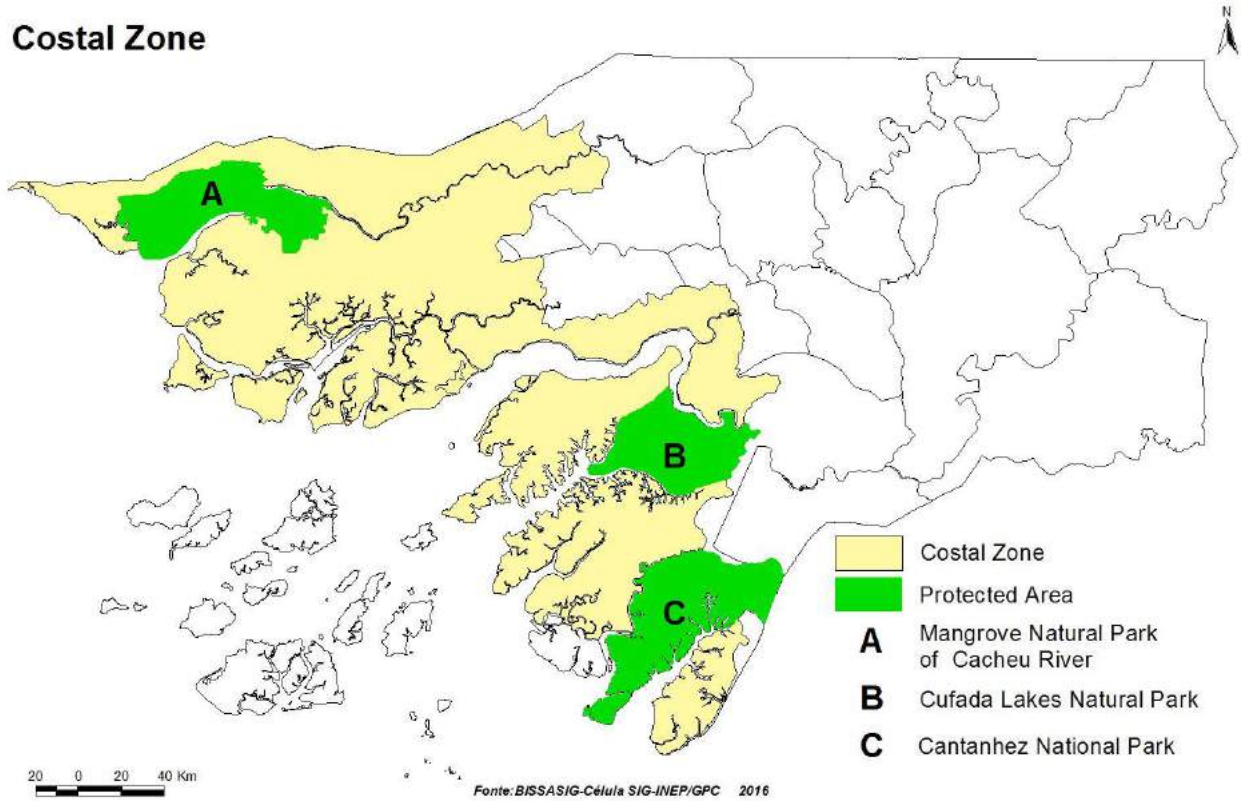 Costal Zone
N
A
B
C
Costal Zone
Protected Area
A Mangrove Natural Park
of Cacheu River
B Cufada Lakes Natural Park
C Cantanhez National Park
20 0 20 40 Km
Fonte:BISSASIG-Célula SIG-INEP/GPC 2016